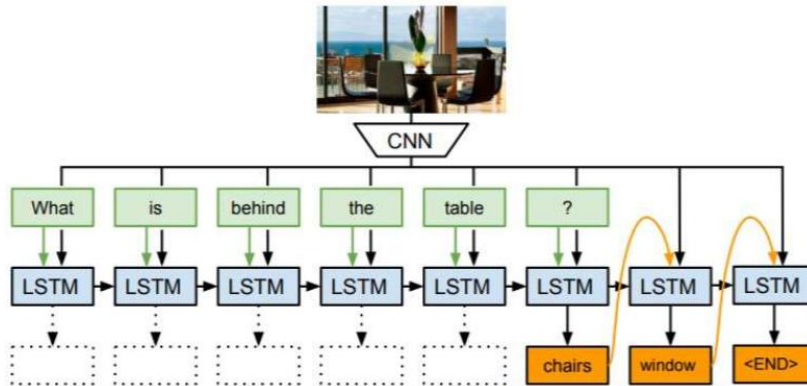 CNN
What is behind the table ?
LSTM LSTM LSTM LSTM LSTM LSTM LSTM LSTM
chairs window <END>